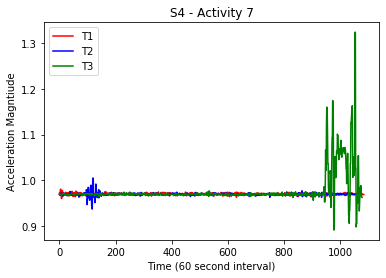 S4 - Activity 7
T1
T2
T3
Acceleration Magntiude
1.3
1.2
1.1
1.0
0.9
0
200
400
600
800
1000
Time (60 second interval)